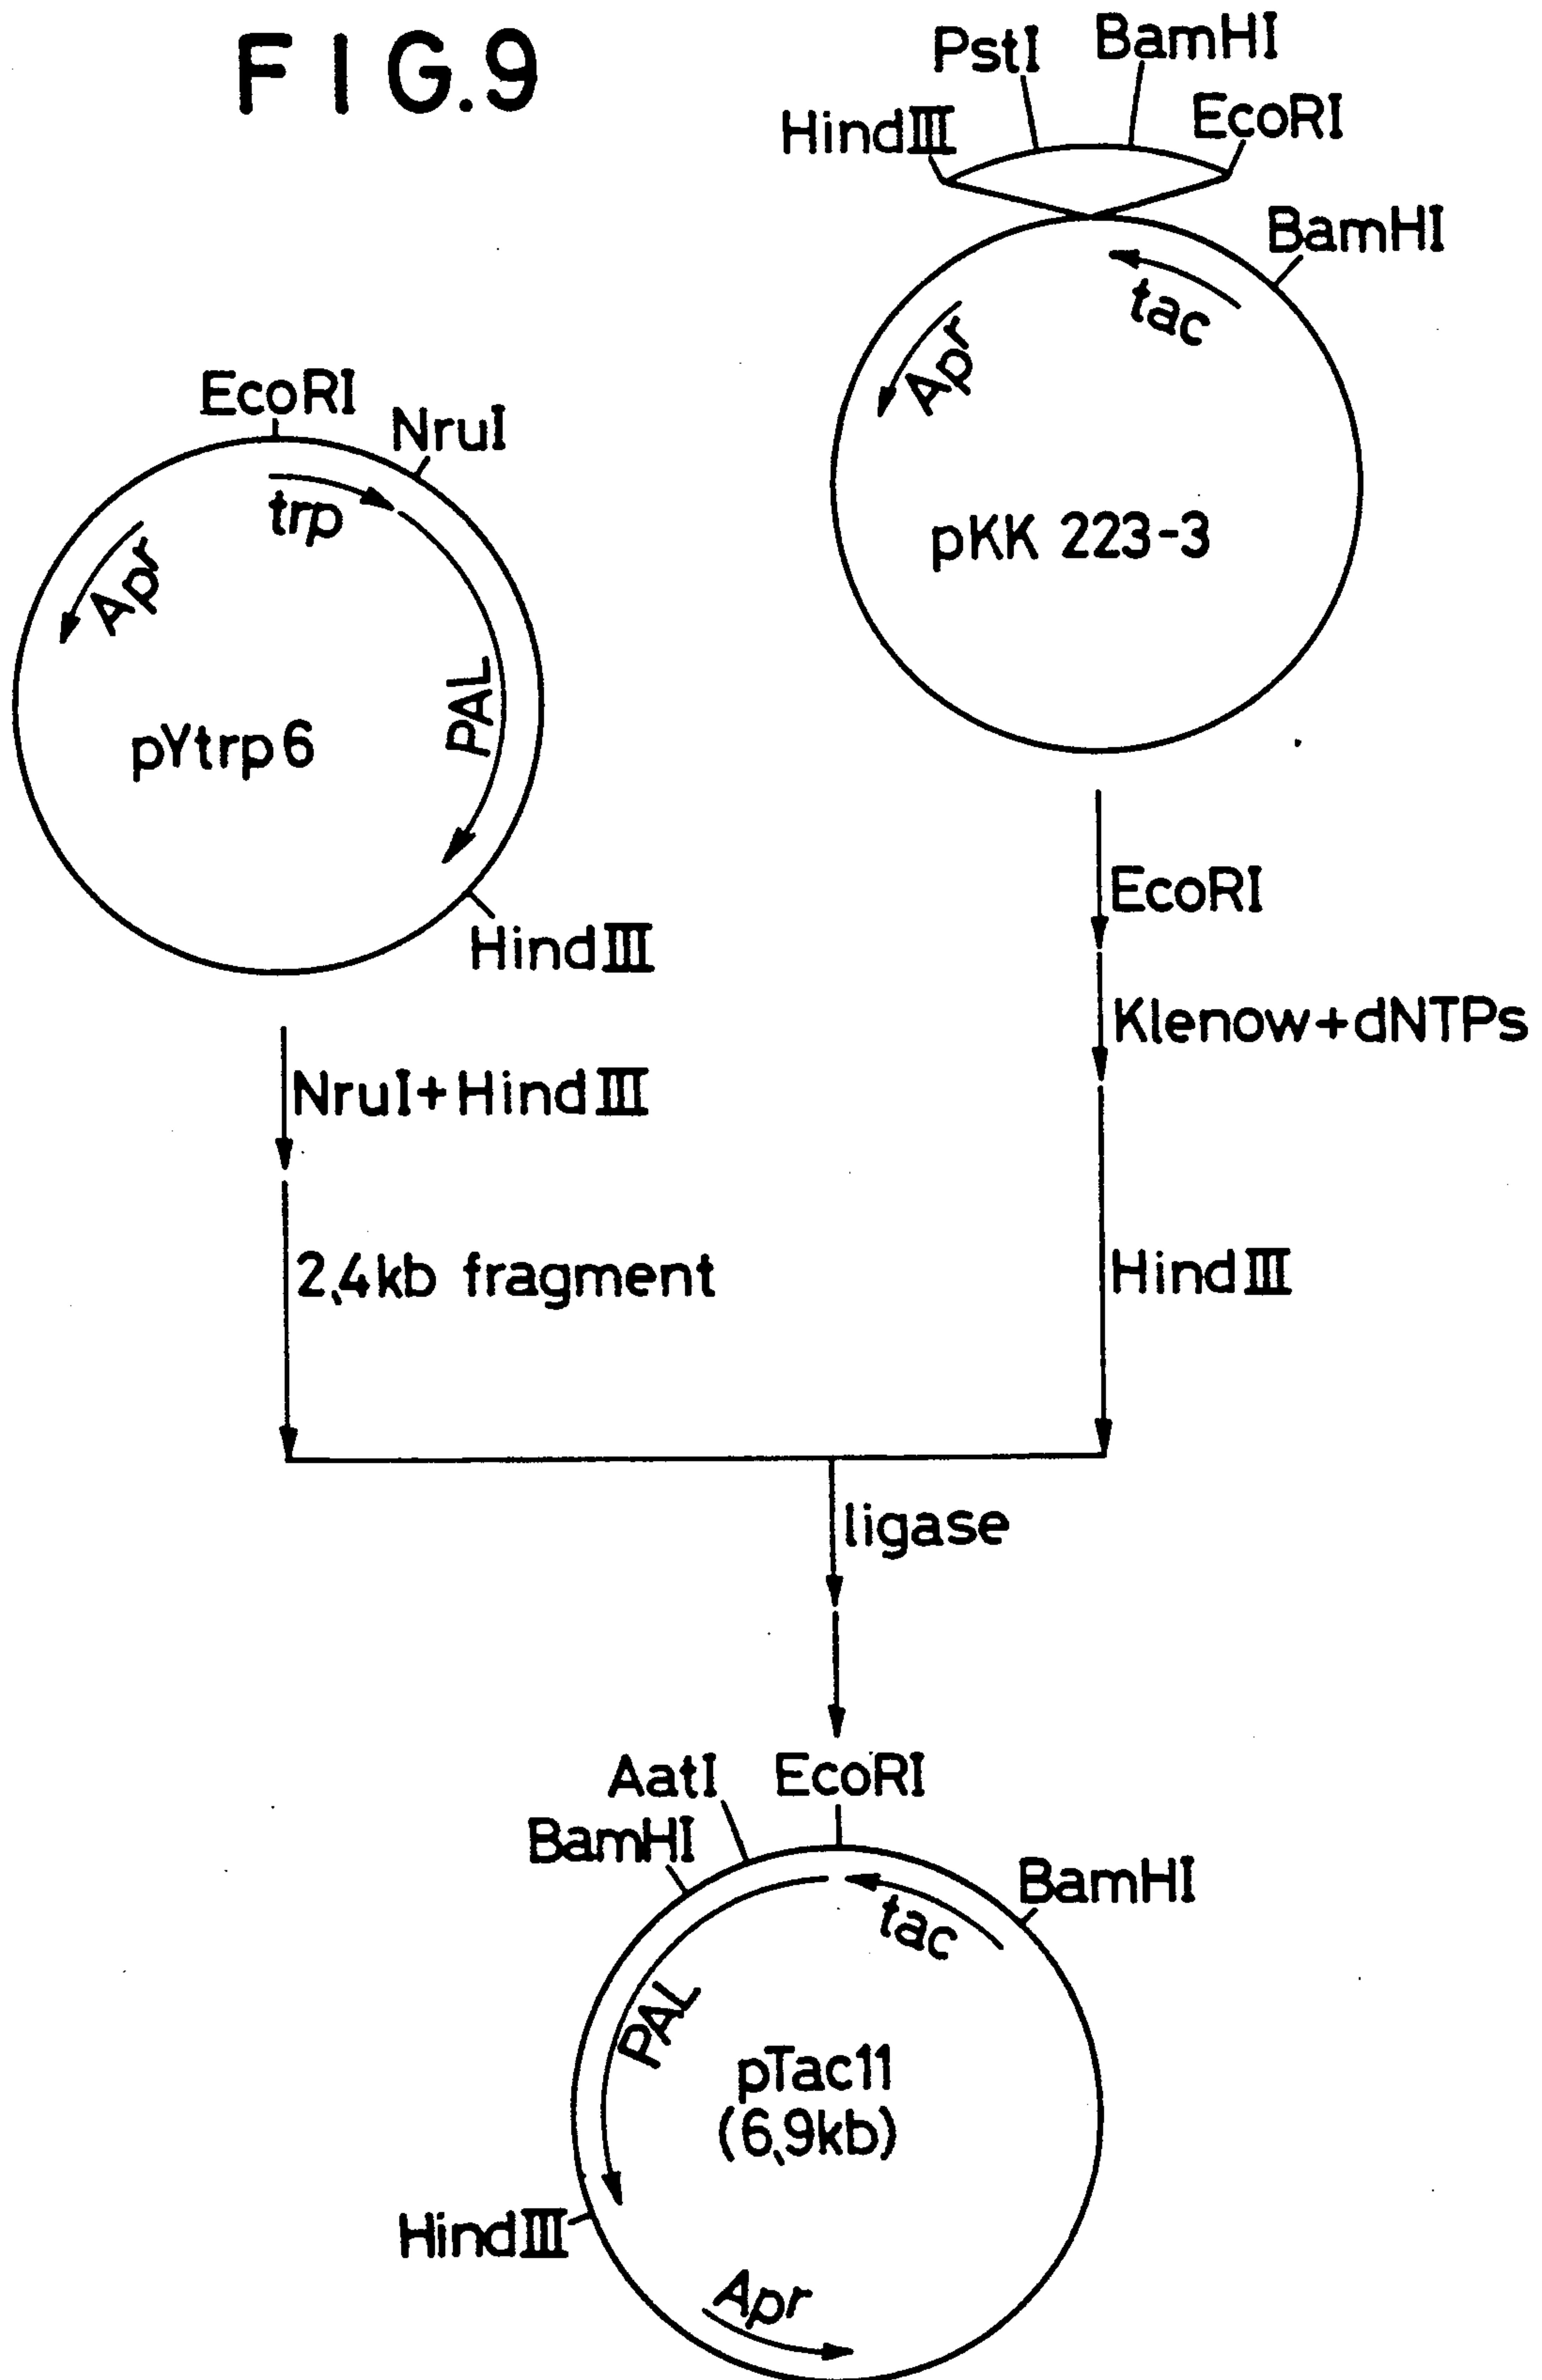 FIG.9
PstI
BamHI
HindIII
EcoRI
BamHI
tac
Apr
pKK 223-3
EcoRI
NruI
trp
Apr
PAL
pYtrp6
HindIII
EcoRI
Klenow+dNTPs
NruI+HindIII
2,4kb fragment
HindIII
ligase
AatI
EcoRI
BamHI
BamHI
tac
PAL
pTac11
(6,9kb)
HindIII
Apr